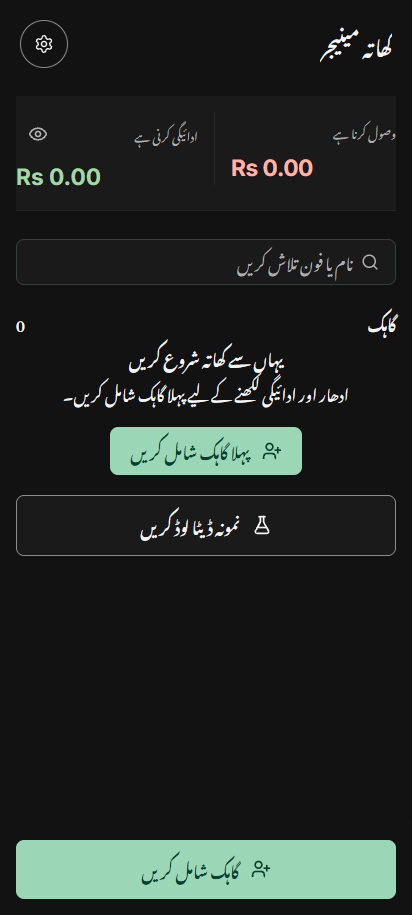 کھاتہ مینیجر
وصول کرنا ہے
Rs 0.00
ادائیگی کرنی ہے
Rs 0.00
نام یا فون تلاش کریں
گاہک
0
یہاں سے کھاتہ شروع کریں
ادھار اور ادائیگی لکھنے کے لیے پہلا گاہک شامل کریں۔
پہلا گاہک شامل کریں
نمونہ ڈیٹا لوڈ کریں
گاہک شامل کریں